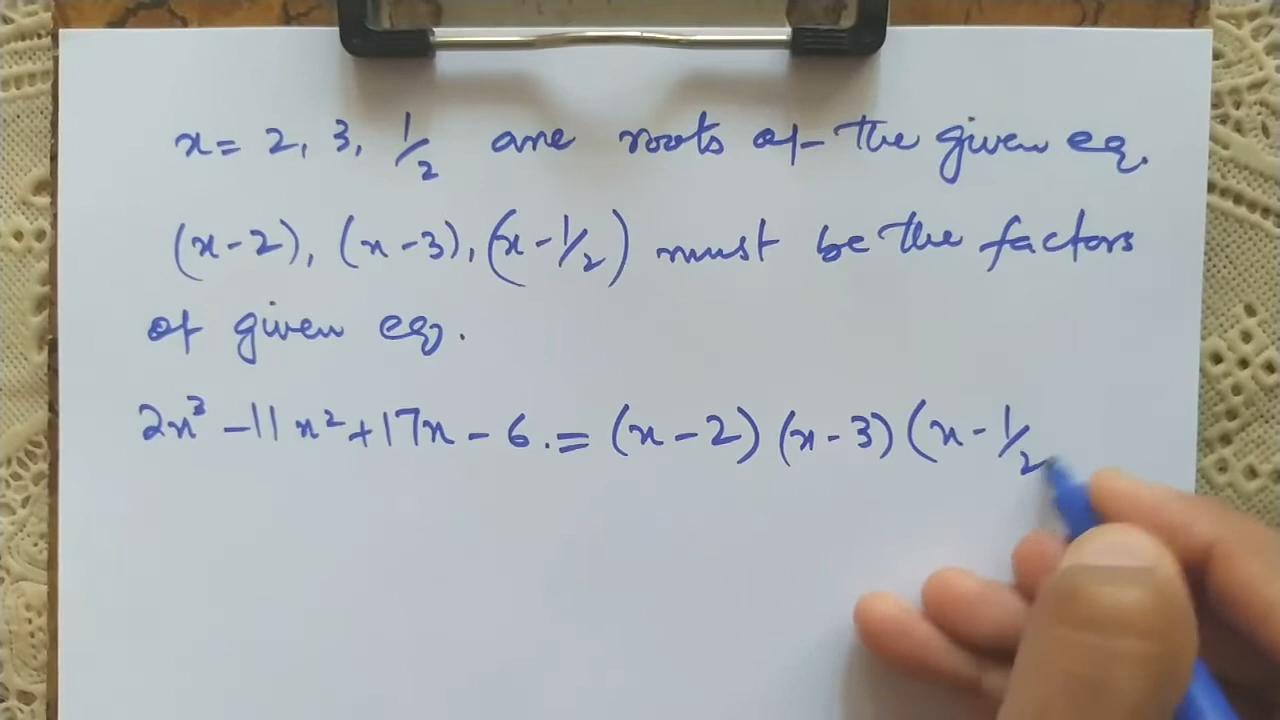 x = 2, 3, 1/2 are roots of the given eq.
(x-2), (x-3), (x-1/2) must be the factors
of given eq.
2x³ -11x² +17x - 6. = (x-2) (x-3) (x-1/2